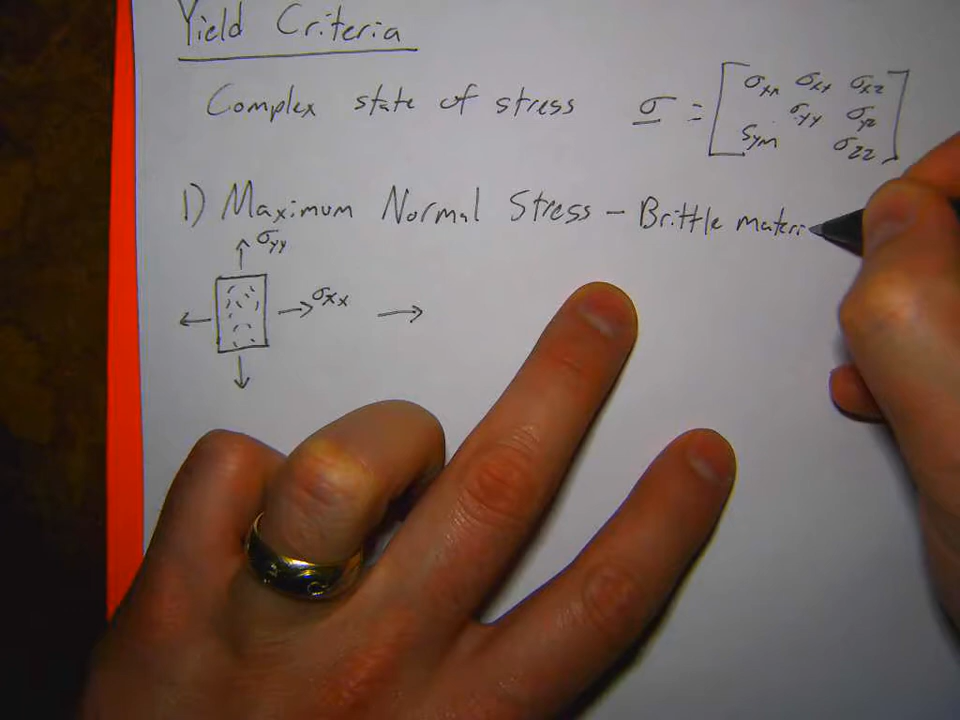 Yield Criteria
Complex state of stress σ = [σxx σxy σxz
σyy σyz
Sym σzz]
1) Maximum Normal Stress - Brittle materi
σyy
σxx